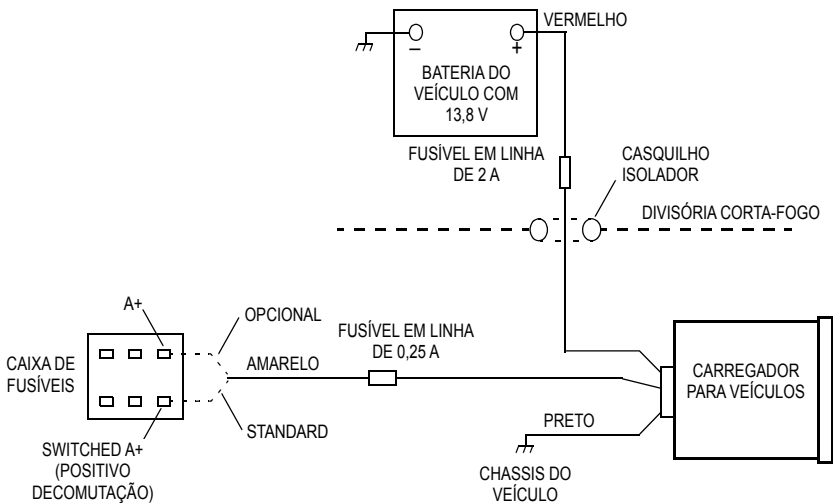 VERMELHO
–
+
BATERIA DO
VEÍCULO COM
13,8 V
FUSÍVEL EM LINHA
DE 2 A
CASQUILHO
ISOLADOR
DIVISÓRIA CORTA-FOGO
A+
OPCIONAL
FUSÍVEL EM LINHA
DE 0,25 A
CAIXA DE
FUSÍVEIS
AMARELO
CARREGADOR
PARA VEÍCULOS
STANDARD
PRETO
SWITCHED A+
(POSITIVO
DECOMUTAÇÃO)
CHASSIS DO
VEÍCULO